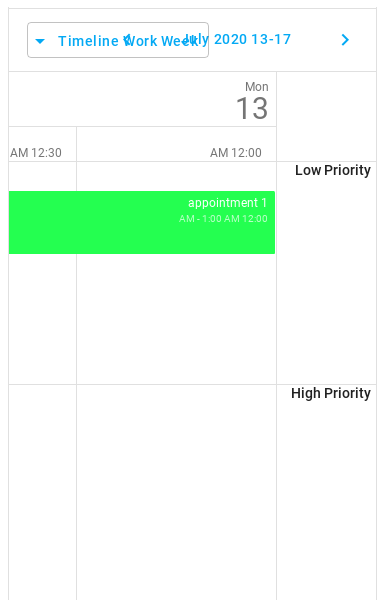 Timeline Work Week
July 2020 13-17
Mon
13
AM 12:00
AM 12:30
Low Priority
appointment 1
AM - 1:00 AM 12:00
High Priority